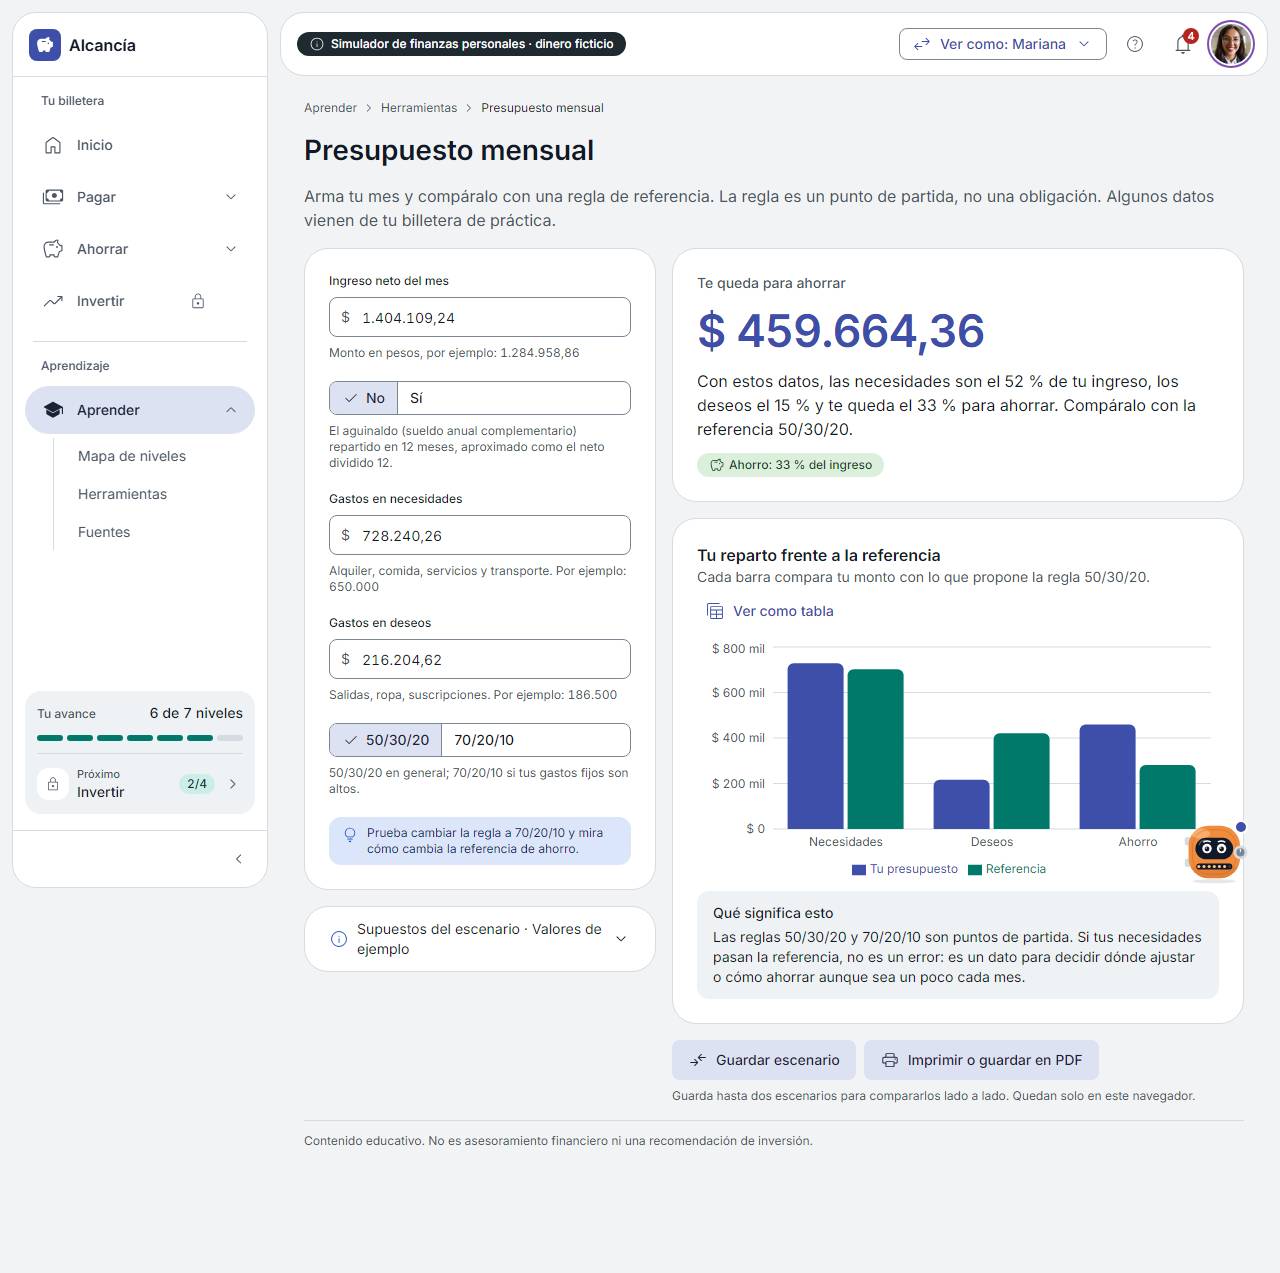 Alcancía
Simulador de finanzas personales · dinero ficticio
Ver como: Mariana
4
Tu billetera
Inicio
Pagar
Ahorrar
Invertir
Aprendizaje
Aprender
Mapa de niveles
Herramientas
Fuentes
Tu avance
6 de 7 niveles
Próximo
Invertir
2/4
Aprender
Herramientas
Presupuesto mensual
Presupuesto mensual
Arma tu mes y compáralo con una regla de referencia. La regla es un punto de partida, no una obligación. Algunos datos
vienen de tu billetera de práctica.
Ingreso neto del mes
$ 1.404.109,24
Monto en pesos, por ejemplo: 1.284.958,86
No
Sí
El aguinaldo (sueldo anual complementario)
repartido en 12 meses, aproximado como el neto
dividido 12.
Gastos en necesidades
$ 728.240,26
Alquiler, comida, servicios y transporte. Por ejemplo:
650.000
Gastos en deseos
$ 216.204,62
Salidas, ropa, suscripciones. Por ejemplo: 186.500
50/30/20
70/20/10
50/30/20 en general; 70/20/10 si tus gastos fijos son
altos.
Prueba cambiar la regla a 70/20/10 y mira
cómo cambia la referencia de ahorro.
Supuestos del escenario · Valores de
ejemplo
Te queda para ahorrar
$ 459.664,36
Con estos datos, las necesidades son el 52 % de tu ingreso, los
deseos el 15 % y te queda el 33 % para ahorrar. Compáralo con la
referencia 50/30/20.
Ahorro: 33 % del ingreso
Tu reparto frente a la referencia
Cada barra compara tu monto con lo que propone la regla 50/30/20.
Ver como tabla
$ 800 mil
$ 600 mil
$ 400 mil
$ 200 mil
$ 0
Necesidades
Deseos
Ahorro
Tu presupuesto
Referencia
Qué significa esto
Las reglas 50/30/20 y 70/20/10 son puntos de partida. Si tus necesidades
pasan la referencia, no es un error: es un dato para decidir dónde ajustar
o cómo ahorrar aunque sea un poco cada mes.
Guardar escenario
Imprimir o guardar en PDF
Guarda hasta dos escenarios para compararlos lado a lado. Quedan solo en este navegador.
Contenido educativo. No es asesoramiento financiero ni una recomendación de inversión.